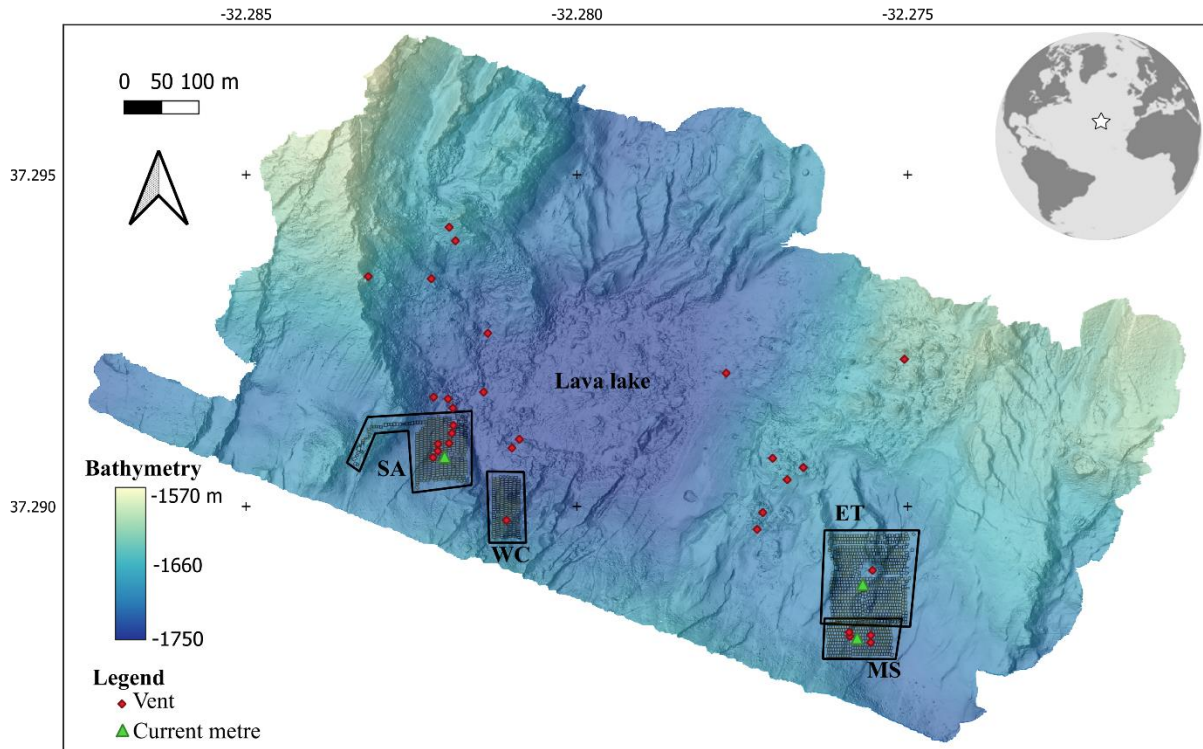 -32.285 -32.280 -32.275
0 50 100 m
37.295
Lava lake
SA
Bathymetry
-1570 m
37.290
ET
WC
-1660
-1750
MS
Legend
Vent
Current metre